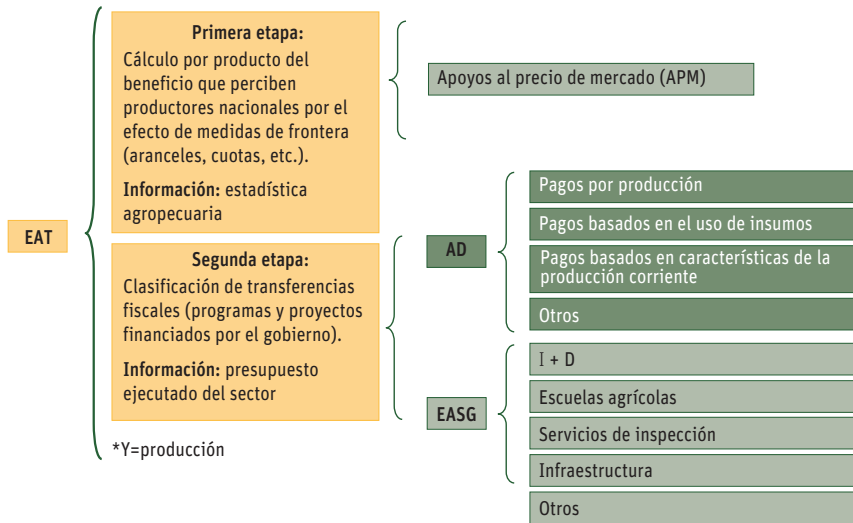 EAT
Primera etapa:
Cálculo por producto del
beneficio que perciben
productores nacionales por el
efecto de medidas de frontera
(aranceles, cuotas, etc.).
Información: estadística
agropecuaria
Apoyos al precio de mercado (APM)
Segunda etapa:
Clasificación de transferencias
fiscales (programas y proyectos
financiados por el gobierno).
Información: presupuesto
ejecutado del sector
*Y=producción
AD
Pagos por producción
Pagos basados en el uso de insumos
Pagos basados en características de la
producción corriente
Otros
EASG
I + D
Escuelas agrícolas
Servicios de inspección
Infraestructura
Otros